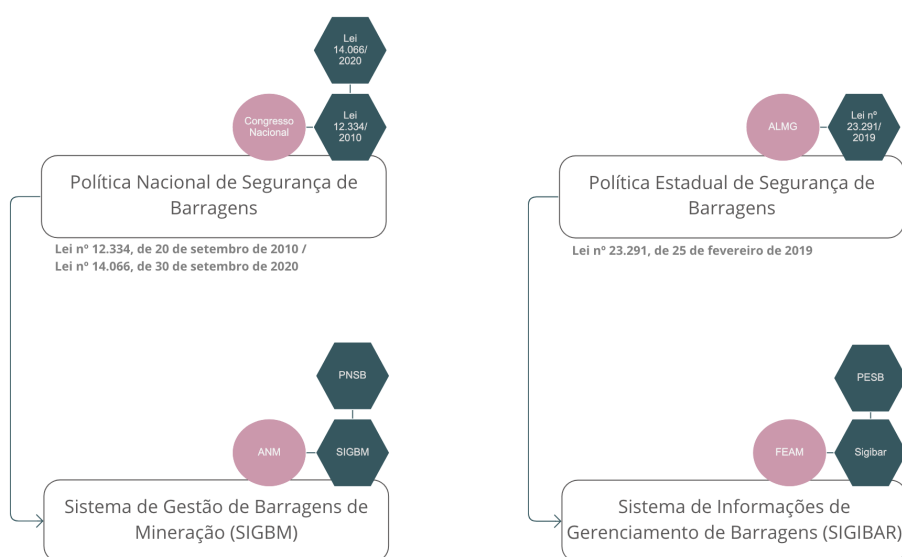 Lei
14.066/
2020
Congresso
Nacional
Lei
12.334/
2010
Política Nacional de Segurança de
Barragens
Lei nº 12.334, de 20 de setembro de 2010 /
Lei nº 14.066, de 30 de setembro de 2020
PNSB
ANM
SIGBM
Sistema de Gestão de Barragens de
Mineração (SIGBM)
ALMG
Lei nº
23.291/
2019
Política Estadual de Segurança de
Barragens
Lei nº 23.291, de 25 de fevereiro de 2019
PESB
FEAM
Sigibar
Sistema de Informações de
Gerenciamento de Barragens (SIGIBAR)